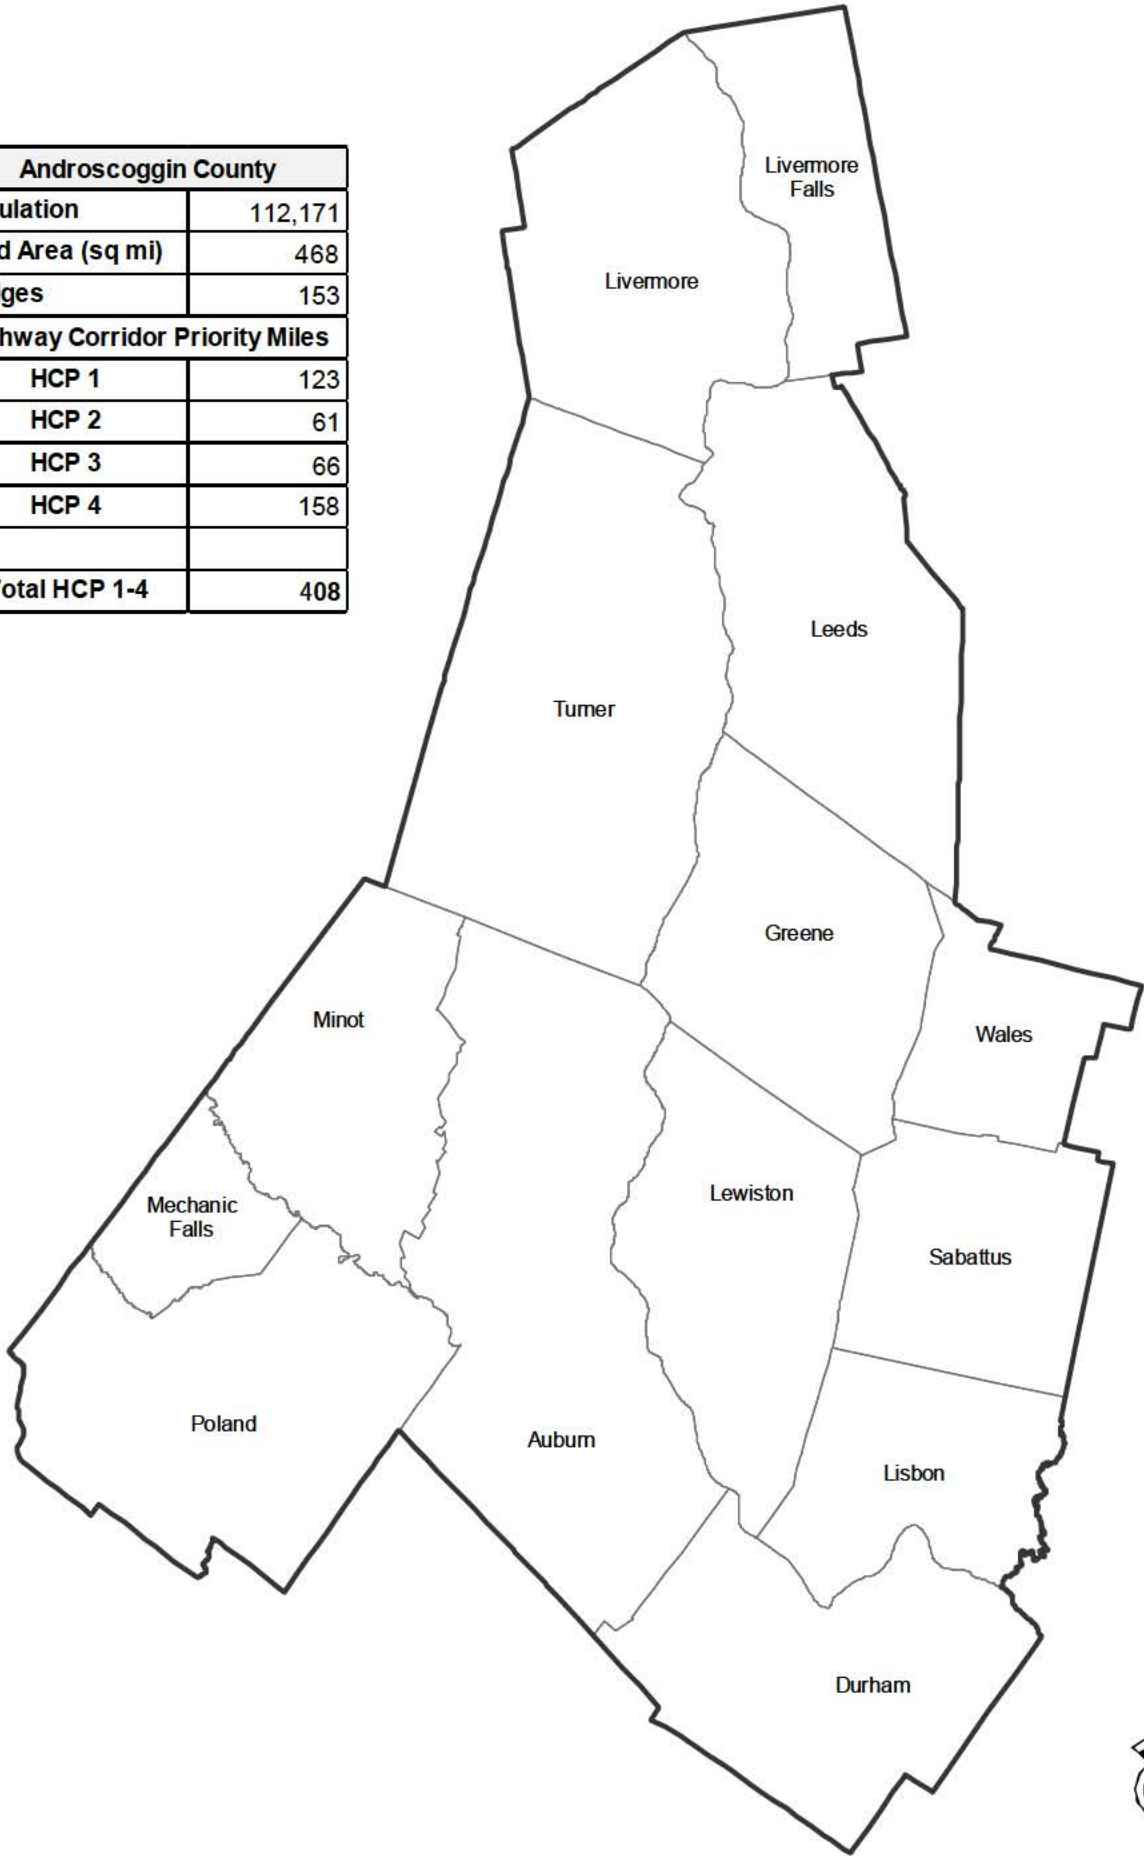 Androscoggin County
ulation 112,171
d Area (sq mi) 468
ges 153
hway Corridor Priority Miles
HCP 1 123
HCP 2 61
HCP 3 66
HCP 4 158
otal HCP 1-4 408
Livermore
Falls
Livermore
Leeds
Turner
Greene
Minot
Wales
Mechanic
Falls
Lewiston
Sabattus
Poland
Auburn
Lisbon
Durham